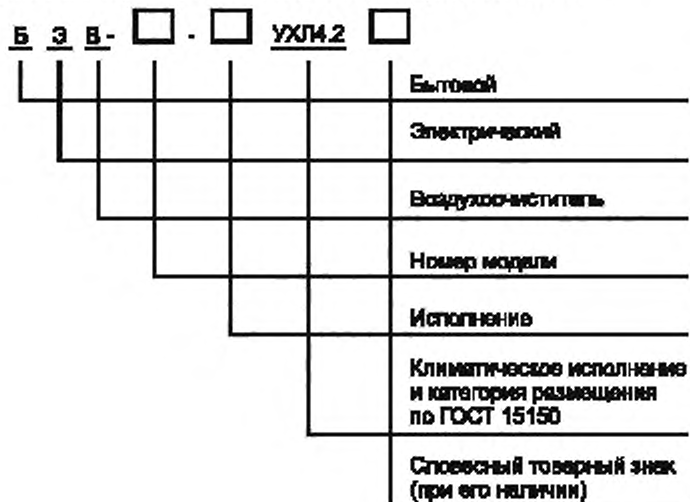 Б Э В- □ - □ УХЛ4.2 □
Бытовой
Электрический
Воздухоочиститель
Номер модели
Исполнение
Климатическое исполнение
и категория размещения
по ГОСТ 15150
Словесный товарный знак
(при его наличии)